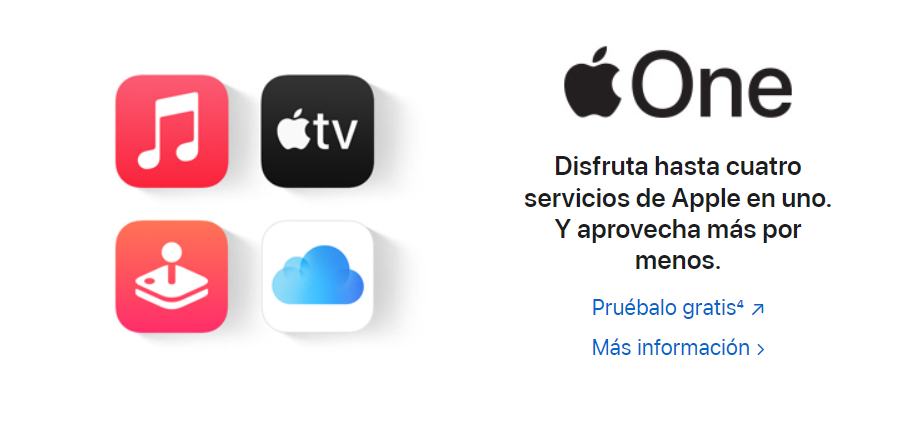 tv
One
Disfruta hasta cuatro
servicios de Apple en uno.
Y aprovecha más por
menos.
Pruébalo gratis⁴ ↗
Más información >